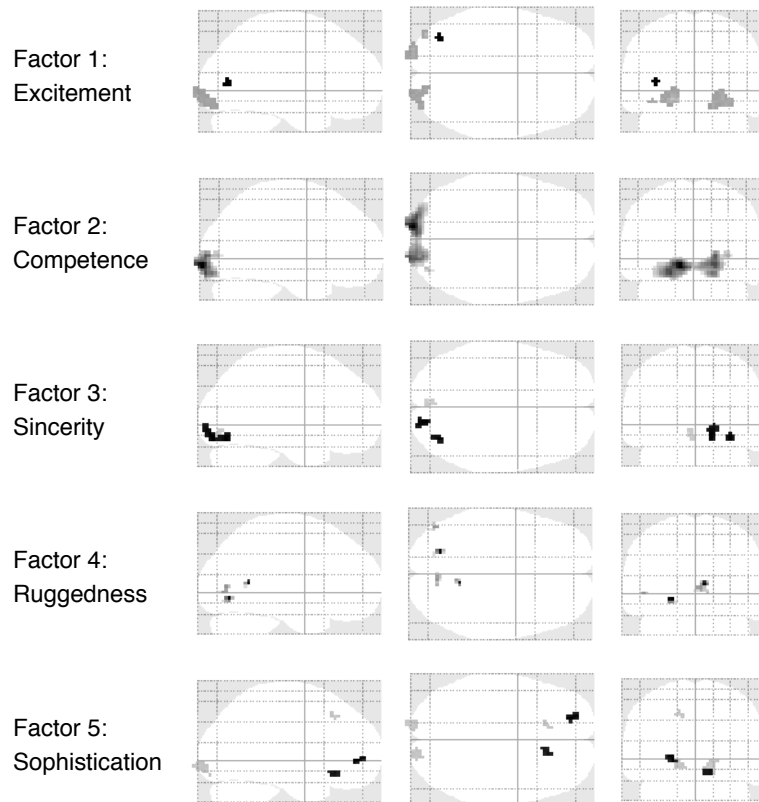 Factor 1:
Excitement
Factor 2:
Competence
Factor 3:
Sincerity
Factor 4:
Ruggedness
Factor 5:
Sophistication